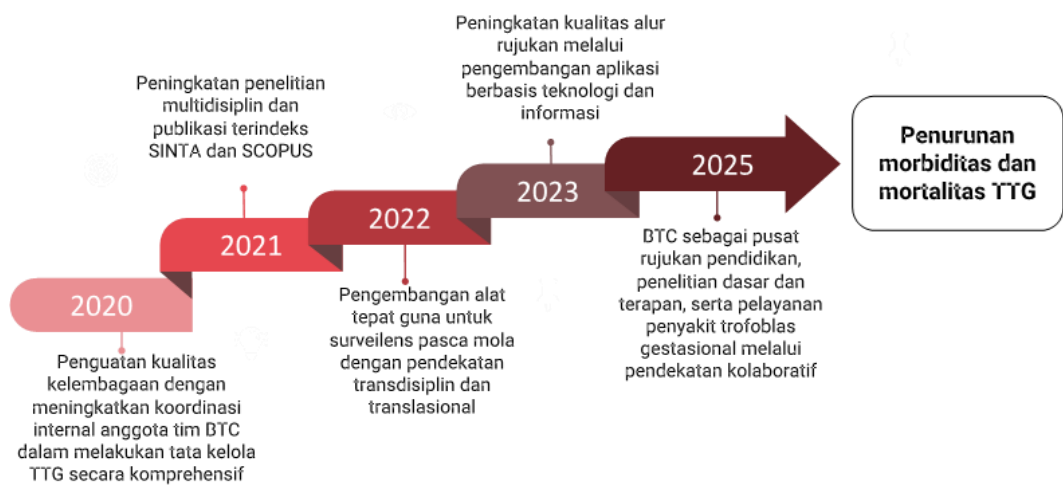 Peningkatan kualitas alur
rujukan melalui
pengembangan aplikasi
berbasis teknologi dan
informasi
Peningkatan penelitian
multidisiplin dan
publikasi terindeks
SINTA dan SCOPUS
2020
2021
2022
2023
2025
Penurunan
morbiditas dan
mortalitas TTG
Penguatan kualitas
kelembagaan dengan
meningkatkan koordinasi
internal anggota tim BTC
dalam melakukan tata kelola
TTG secara komprehensif
Pengembangan alat
tepat guna untuk
surveilens pasca mola
dengan pendekatan
transdisiplin dan
translasional
BTC sebagai pusat
rujukan pendidikan,
penelitian dasar dan
terapan, serta pelayanan
penyakit trofoblas
gestasional melalui
pendekatan kolaboratif